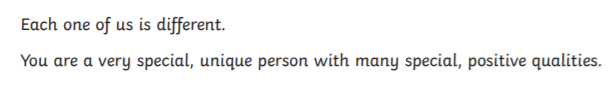 Each one of us is different.
You are a very special, unique person with many special, positive qualities.